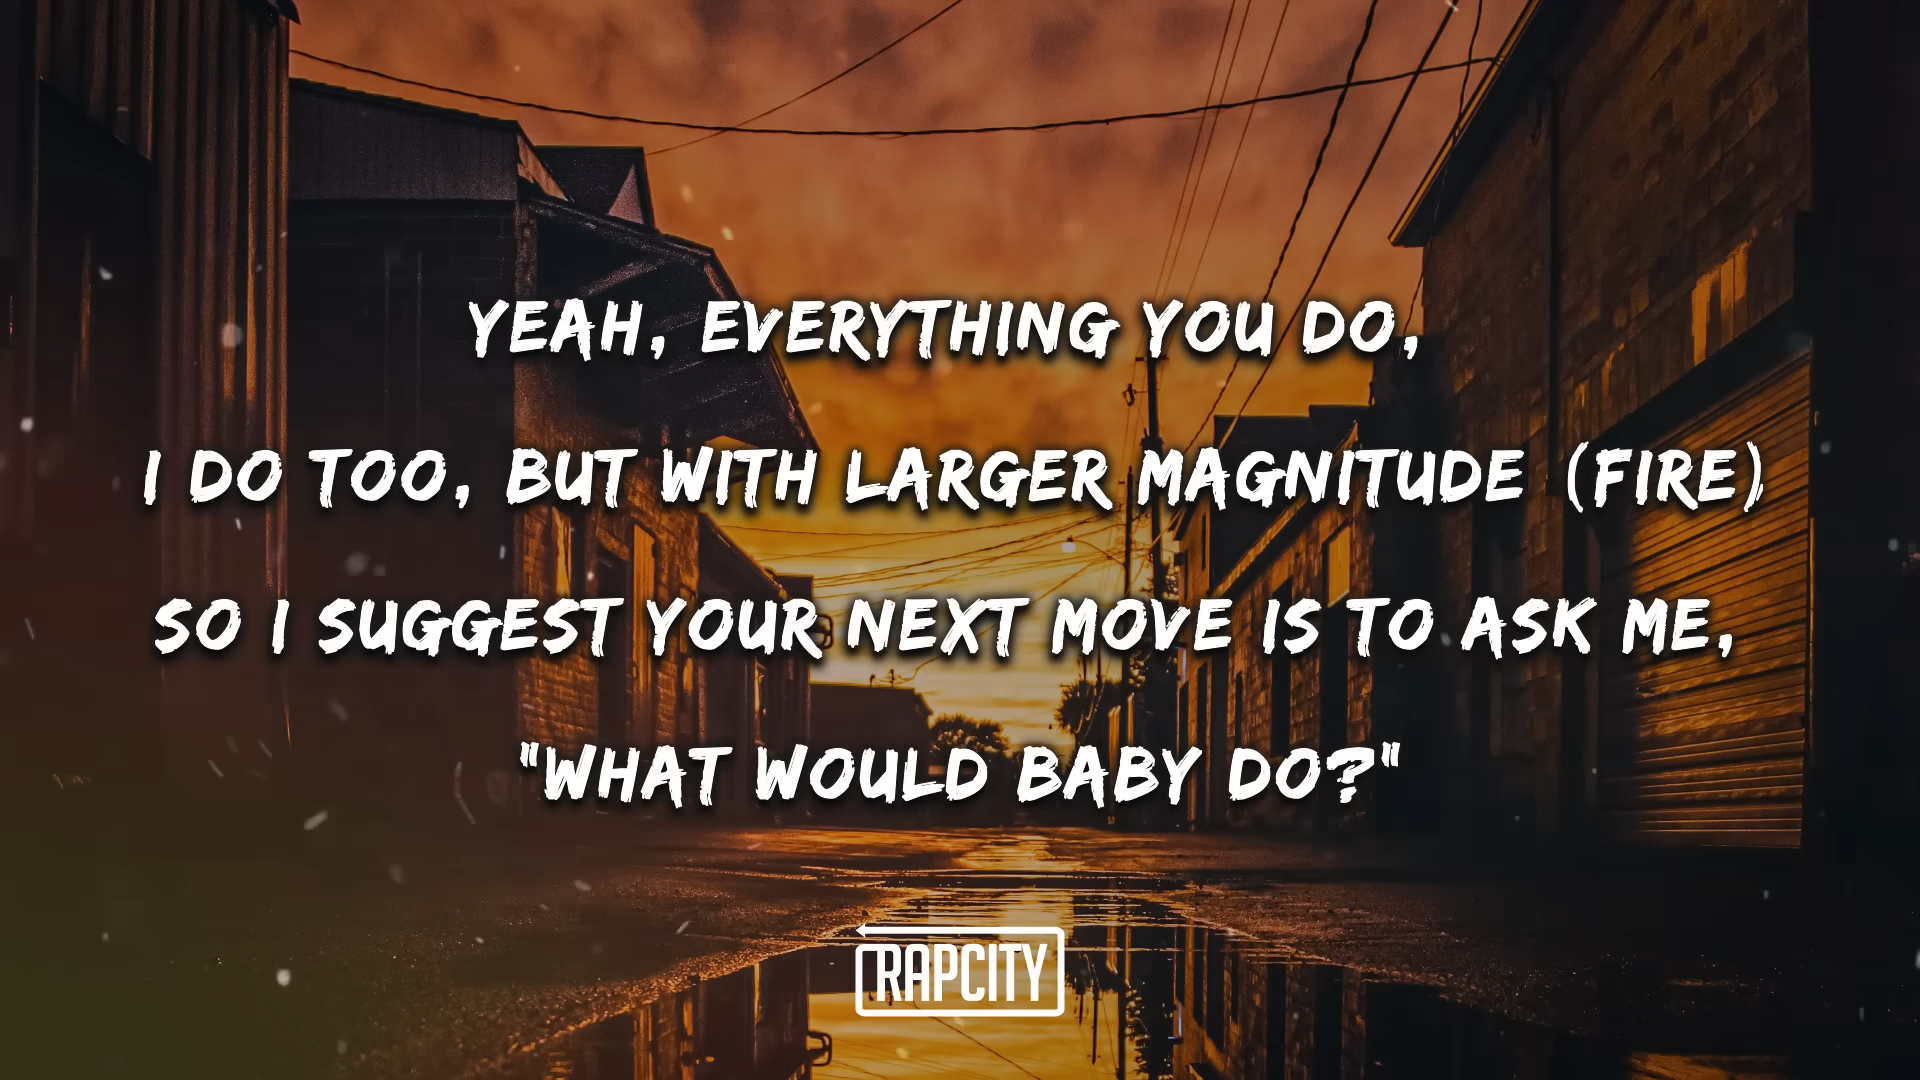 YEAH, EVERYTHING YOU DO,
I DO TOO, BUT WITH LARGER MAGNITUDE (FIRE)
SO I SUGGEST YOUR NEXT MOVE IS TO ASK ME,
"WHAT WOULD BABY DO?"
RAPCITY